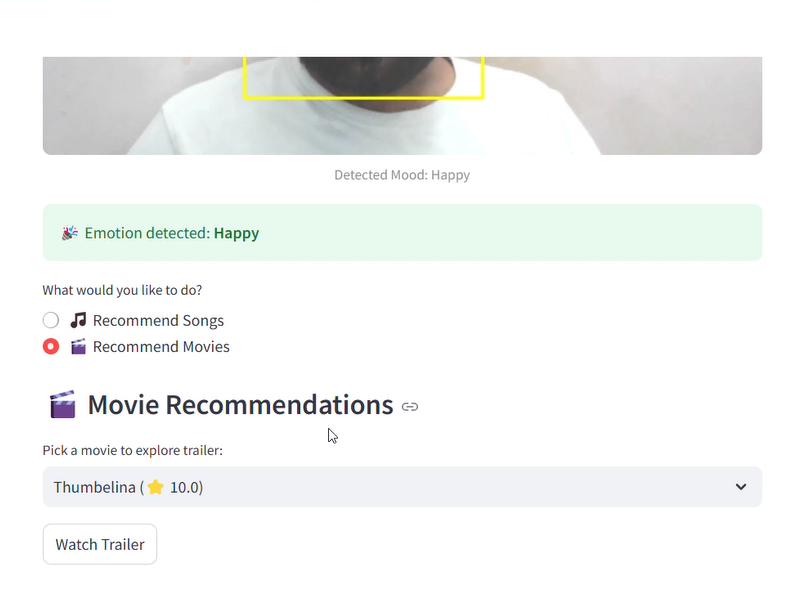 Detected Mood: Happy
🎉 Emotion detected: Happy
What would you like to do?
🎵 Recommend Songs
🎬 Recommend Movies
🎬 Movie Recommendations
Pick a movie to explore trailer:
Thumbelina (⭐ 10.0)
Watch Trailer